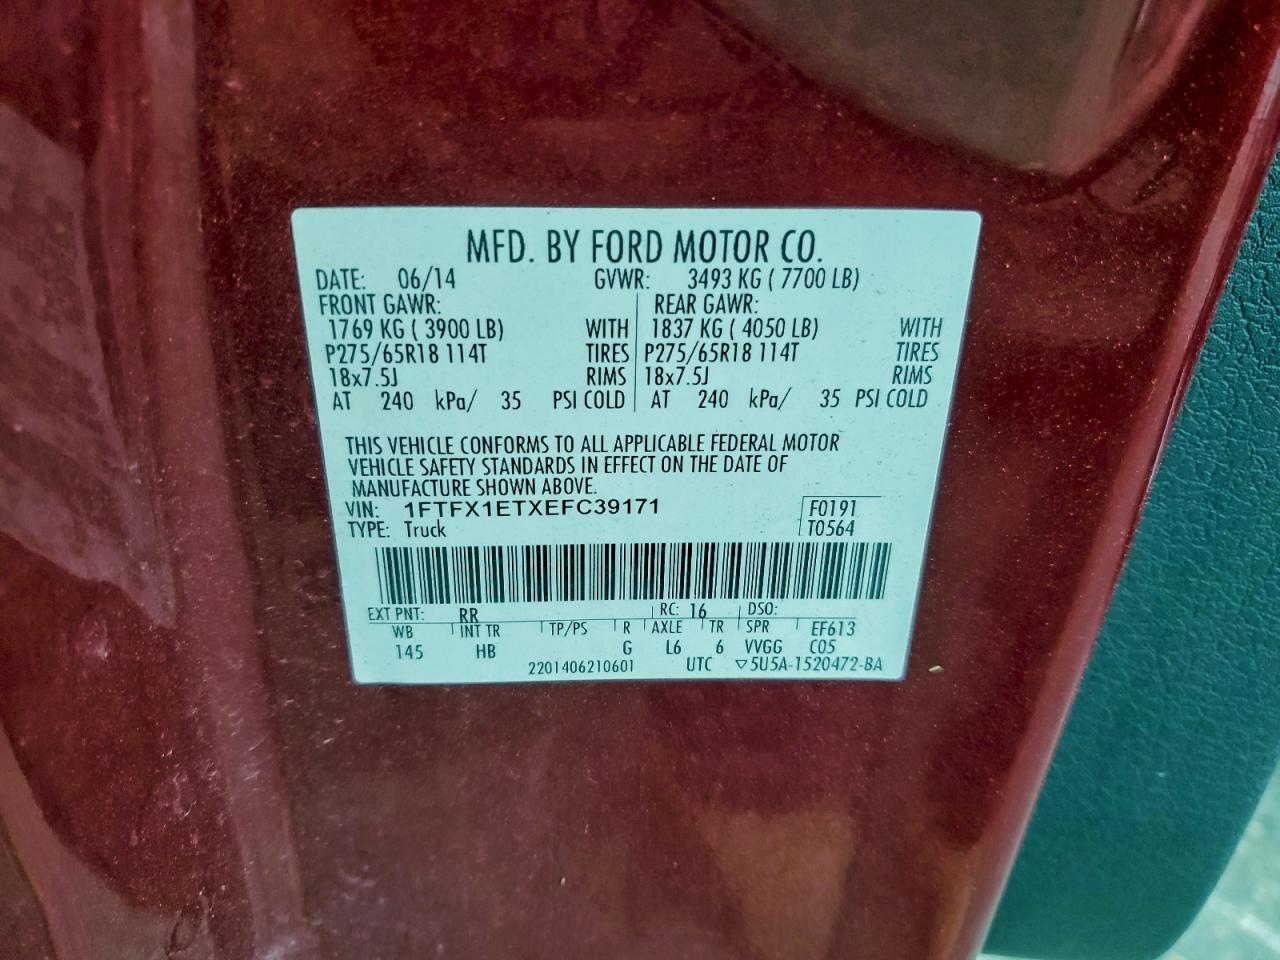 MFD. BY FORD MOTOR CO.
DATE: 06/14 GVWR: 3493 KG ( 7700 LB)
FRONT GAWR: REAR GAWR:
1769 KG ( 3900 LB) WITH 1837 KG ( 4050 LB) WITH
P275/65R18 114T TIRES P275/65R18 114T TIRES
18x7.5J RIMS 18x7.5J RIMS
AT 240 kPa/ 35 PSI COLD AT 240 kPa/ 35 PSI COLD
THIS VEHICLE CONFORMS TO ALL APPLICABLE FEDERAL MOTOR
VEHICLE SAFETY STANDARDS IN EFFECT ON THE DATE OF
MANUFACTURE SHOWN ABOVE.
VIN: 1FTFX1ETXEFC39171 F0191
TYPE: Truck T0564
EXT PNT: RR RC: 16 DSO:
WB INT TR TP/PS R AXLE TR SPR EF613
145 HB G L6 6 VVGG C05
2201406210601 UTC ▽5U5A-1520472-BA